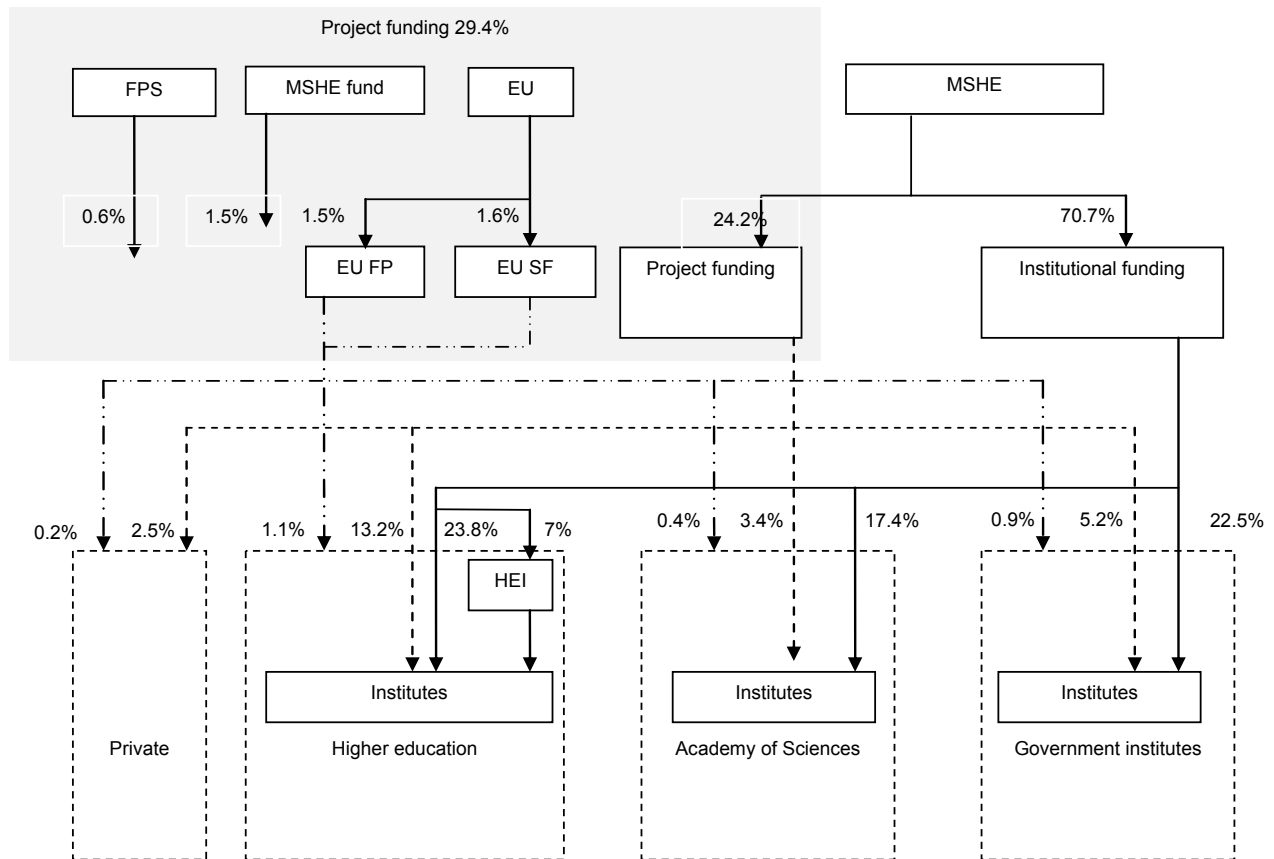 Project funding 29.4%
FPS
MSHE fund
EU
MSHE
0.6%
1.5%
1.5%
1.6%
24.2%
70.7%
EU FP
EU SF
Project funding
Institutional funding
0.2%
2.5%
1.1%
13.2%
23.8%
7%
0.4%
3.4%
17.4%
0.9%
5.2%
22.5%
HEI
Institutes
Institutes
Institutes
Private
Higher education
Academy of Sciences
Government institutes